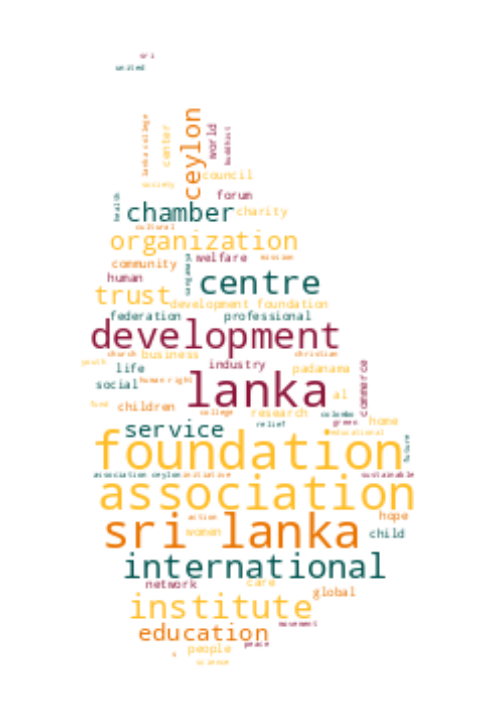 sri
united
lanka college
center
ceylon
world
buddhist
society
council
health
forum
chamber
charity
cultural
organization
sangamaya
welfare
mission
community
human
centre
trust
development foundation
federation
professional
development
church
business
christian
youth
life
industry
commerce
padanama
social
human right
lanka
al
fund
children
college
research
colombo
green
home
relief
service
educational
foundation
future
association ceylon
initiative
sustainable
association
action
hope
sri lanka
women
child
international
network
care
global
institute
movement
education
peace
people
science